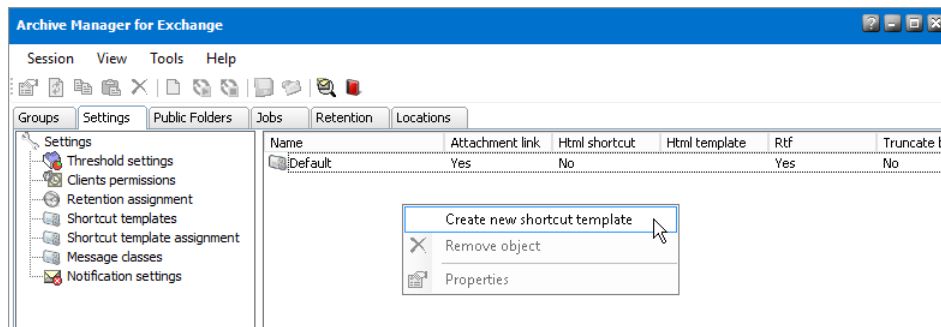 Archive Manager for Exchange
Session View Tools Help
Groups Settings Public Folders Jobs Retention Locations
Settings
Threshold settings
Clients permissions
Retention assignment
Shortcut templates
Shortcut template assignment
Message classes
Notification settings
Name Attachment link Html shortcut Html template Rtf Truncate b
Default Yes No Yes No
Create new shortcut template
Remove object
Properties